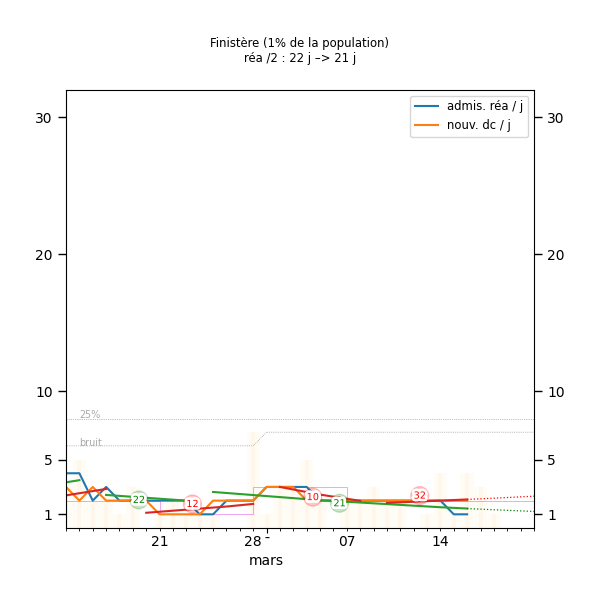 Finistère (1% de la population)
réa /2 : 22 j –> 21 j
admis. réa / j
nouv. dc / j
30 30
20 20
10 10
25%
bruit
5 5
22 12 10 21 32
1 1
21 28 07 14
mars